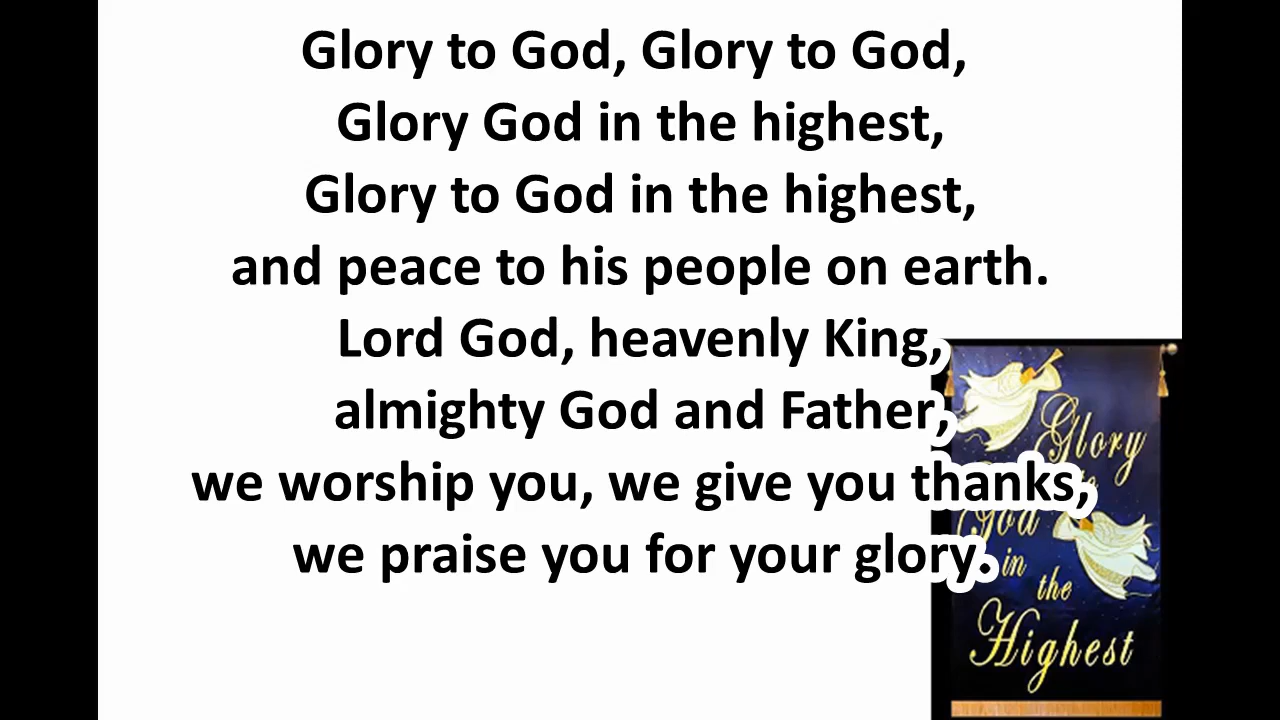 Glory to God, Glory to God,
Glory God in the highest,
Glory to God in the highest,
and peace to his people on earth.
Lord God, heavenly King,
almighty God and Father,
we worship you, we give you thanks,
we praise you for your glory.
Glory
God
in
the
Highest